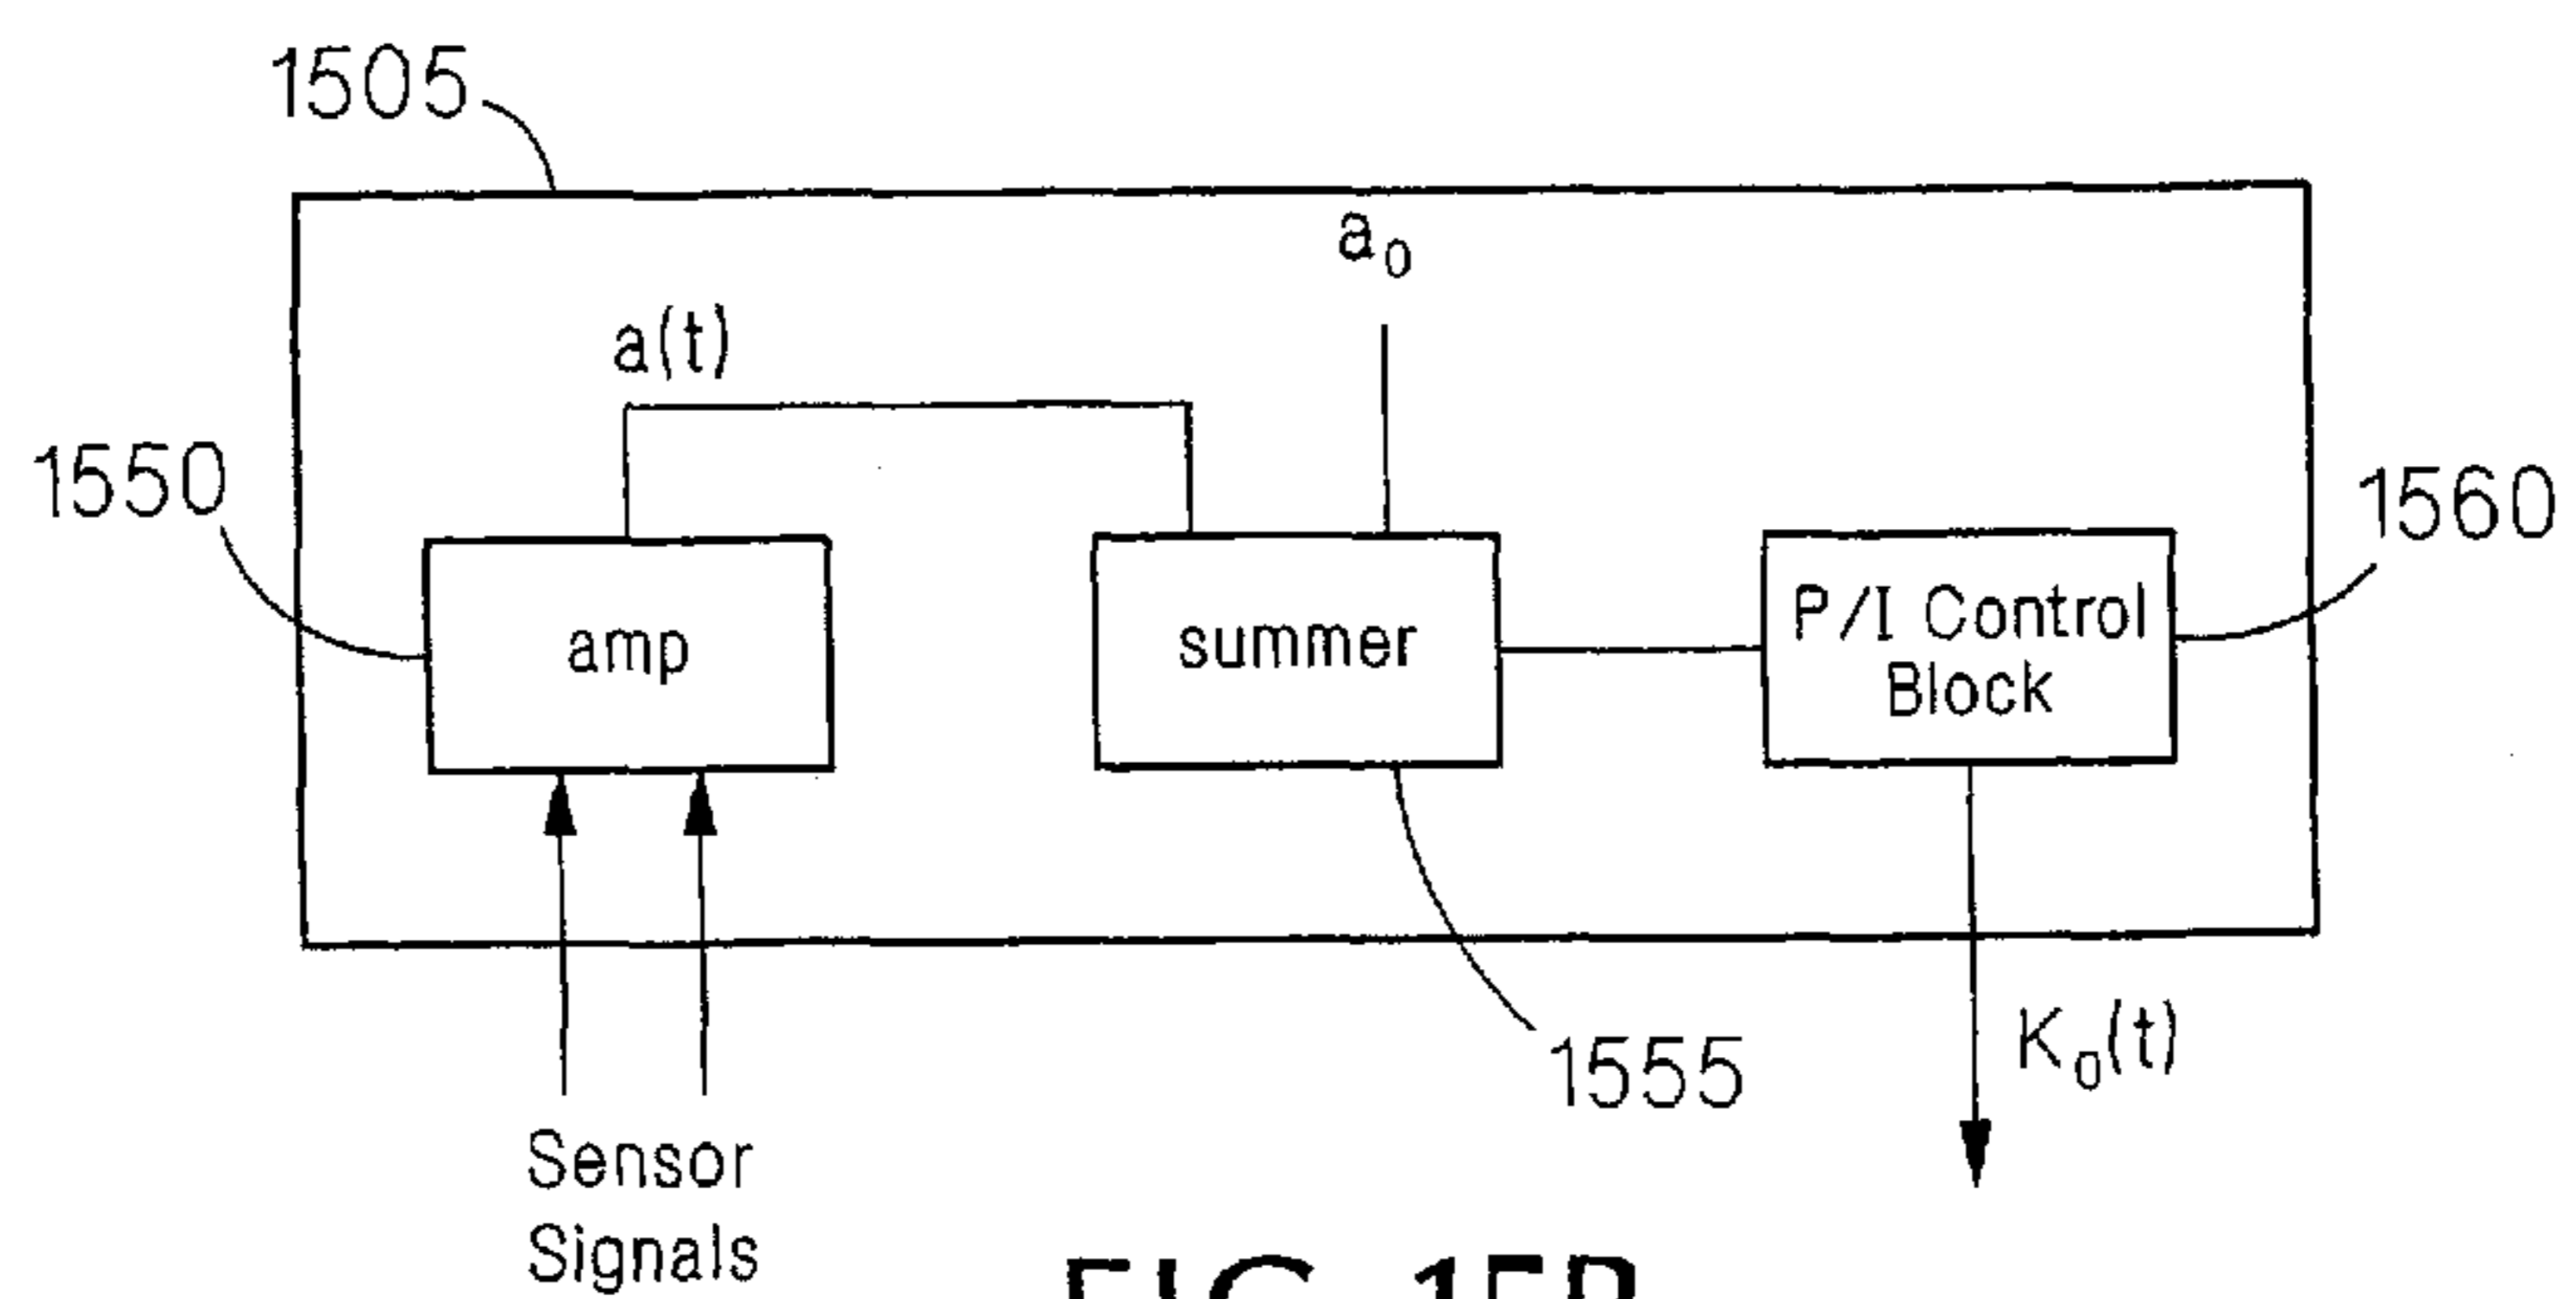 1505
a₀
a(t)
1550
1560
amp
summer
P/I Control
Block
1555
K₀(t)
Sensor
Signals